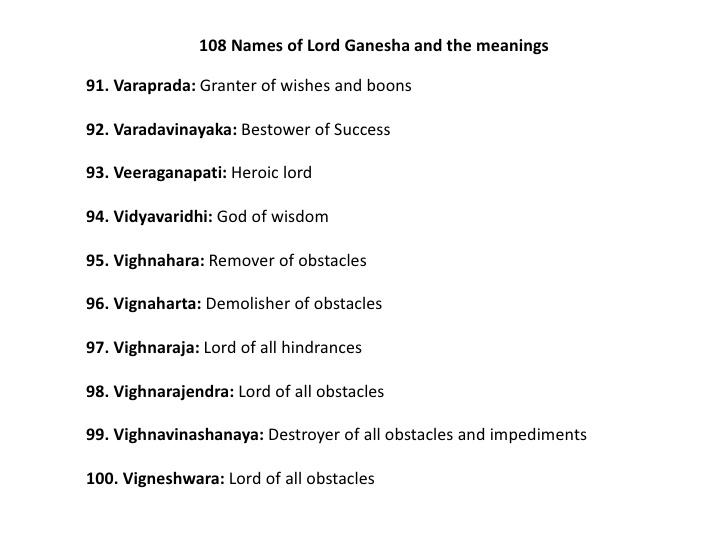 108 Names of Lord Ganesha and the meanings
91. Varaprada: Granter of wishes and boons
92. Varadavinayaka: Bestower of Success
93. Veeraganapati: Heroic lord
94. Vidyavaridhi: God of wisdom
95. Vighnahara: Remover of obstacles
96. Vignaharta: Demolisher of obstacles
97. Vighnaraja: Lord of all hindrances
98. Vighnarajendra: Lord of all obstacles
99. Vighnavinashanaya: Destroyer of all obstacles and impediments
100. Vigneshwara: Lord of all obstacles